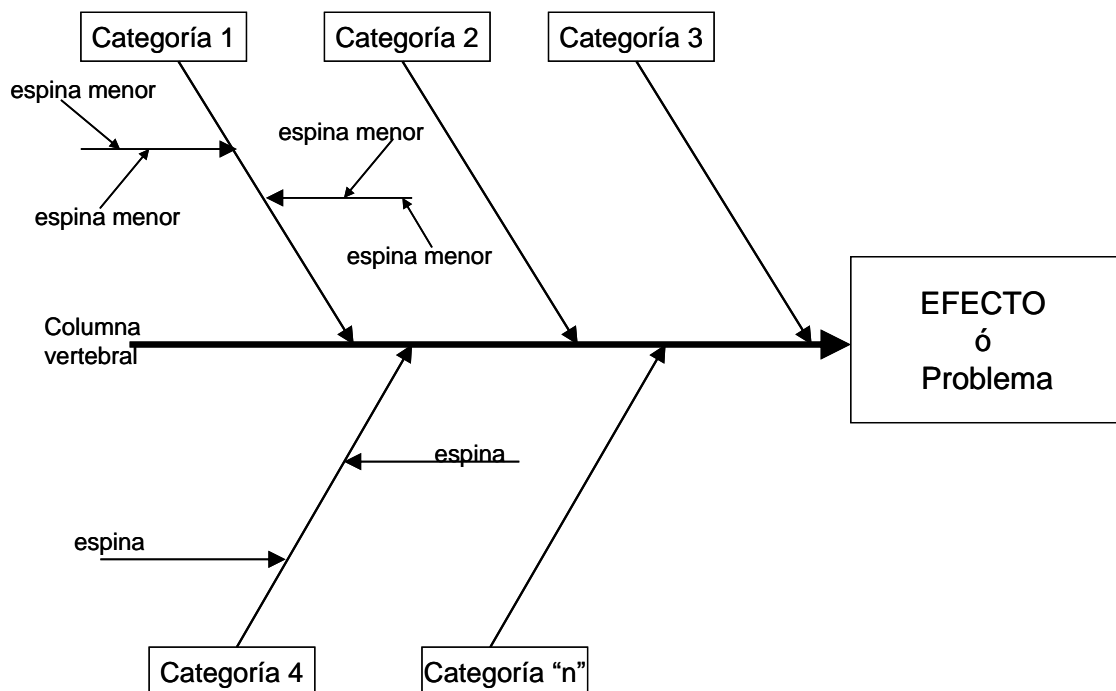 Categoría 1
Categoría 2
Categoría 3
espina menor
espina menor
espina menor
espina menor
Columna
vertebral
EFECTO
ó
Problema
espina
espina
Categoría 4
Categoría “n”